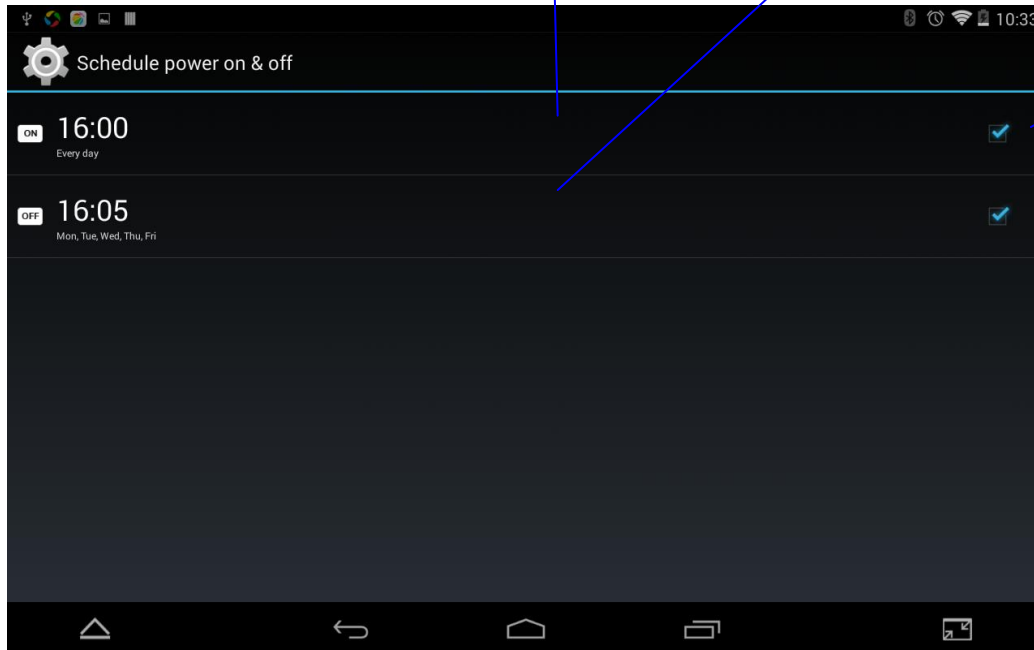 10:33
Schedule power on & off
ON 16:00
Every day
OFF 16:05
Mon, Tue, Wed, Thu, Fri